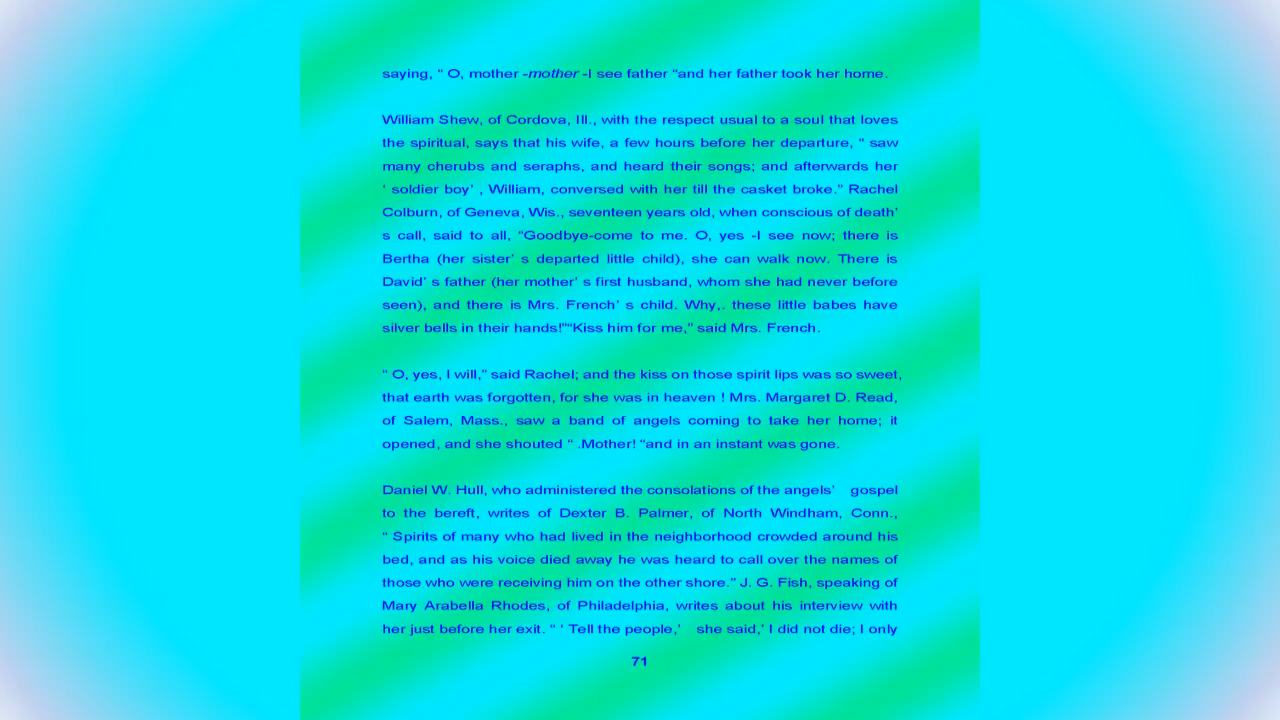 saying, “ O, mother -mother -I see father “and her father took her home.
William Shew, of Cordova, Ill., with the respect usual to a soul that loves
the spiritual, says that his wife, a few hours before her departure, “ saw
many cherubs and seraphs, and heard their songs; and afterwards her
‘ soldier boy’ , William, conversed with her till the casket broke.” Rachel
Colburn, of Geneva, Wis., seventeen years old, when conscious of death’
s call, said to all, “Goodbye-come to me. O, yes -I see now; there is
Bertha (her sister’ s departed little child), she can walk now. There is
David’ s father (her mother’ s first husband, whom she had never before
seen), and there is Mrs. French’ s child. Why,. these little babes have
silver bells in their hands!”“Kiss him for me,” said Mrs. French.
“ O, yes, I will,” said Rachel; and the kiss on those spirit lips was so sweet,
that earth was forgotten, for she was in heaven ! Mrs. Margaret D. Read,
of Salem, Mass., saw a band of angels coming to take her home; it
opened, and she shouted “ .Mother! “and in an instant was gone.
Daniel W. Hull, who administered the consolations of the angels’ gospel
to the bereft, writes of Dexter B. Palmer, of North Windham, Conn.,
“ Spirits of many who had lived in the neighborhood crowded around his
bed, and as his voice died away he was heard to call over the names of
those who were receiving him on the other shore.” J. G. Fish, speaking of
Mary Arabella Rhodes, of Philadelphia, writes about his interview with
her just before her exit. “ ‘ Tell the people,’ she said,’ I did not die; I only
71